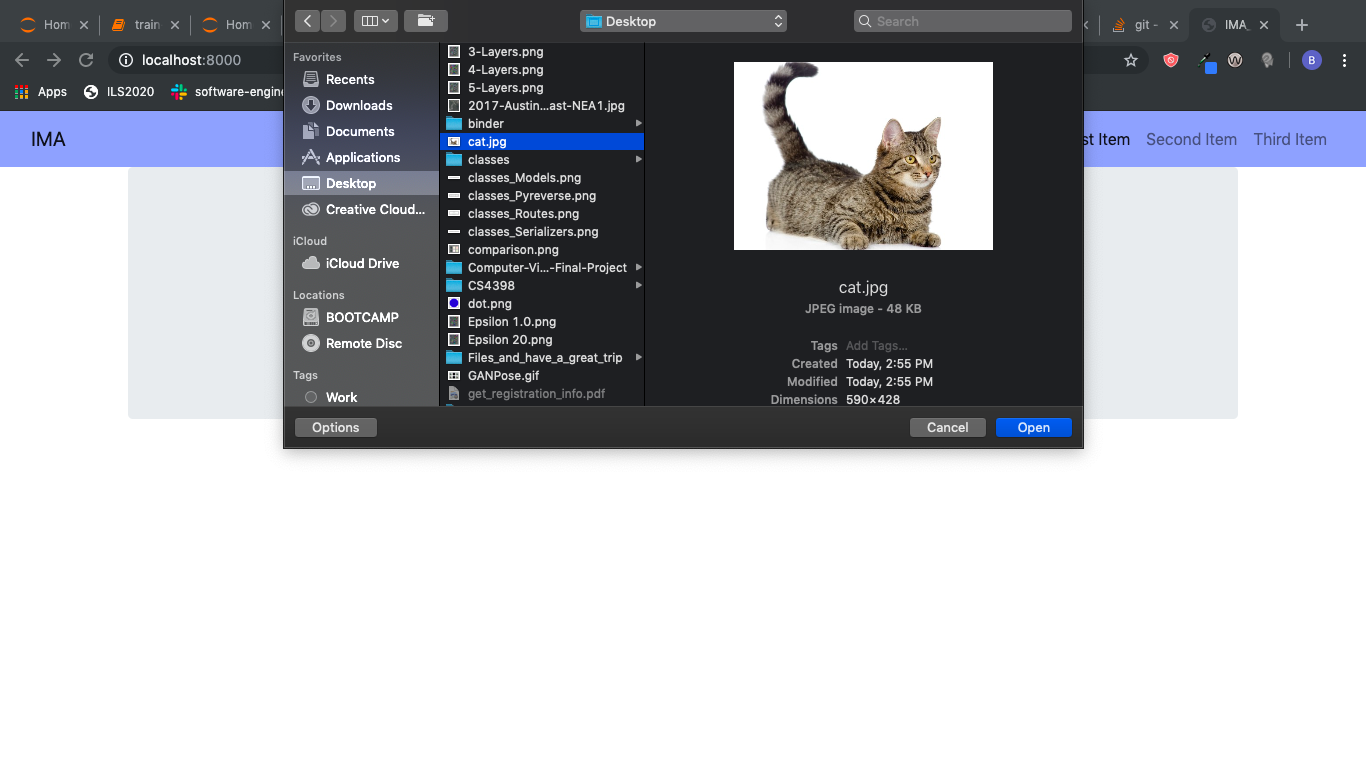 Hom
train
Hom
Desktop
Search
git -
IMA_
localhost:8000
B
Apps
ILS2020
software-engin
IMA
st Item
Second Item
Third Item
Favorites
Recents
Downloads
Documents
Applications
Desktop
Creative Cloud...
iCloud
iCloud Drive
Locations
BOOTCAMP
Remote Disc
Tags
Work
3-Layers.png
4-Layers.png
5-Layers.png
2017-Austin...ast-NEA1.jpg
binder
cat.jpg
classes
classes_Models.png
classes_Pyreverse.png
classes_Routes.png
classes_Serializers.png
comparison.png
Computer-Vi...-Final-Project
CS4398
dot.png
Epsilon 1.0.png
Epsilon 20.png
Files_and_have_a_great_trip
GANPose.gif
get_registration_info.pdf
cat.jpg
JPEG image - 48 KB
Tags Add Tags...
Created Today, 2:55 PM
Modified Today, 2:55 PM
Dimensions 590×428
Options
Cancel
Open